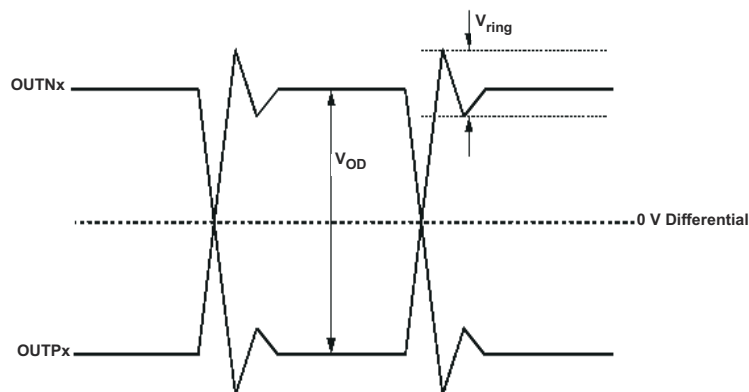 Vring
OUTNx
VOD
0 V Differential
OUTPx